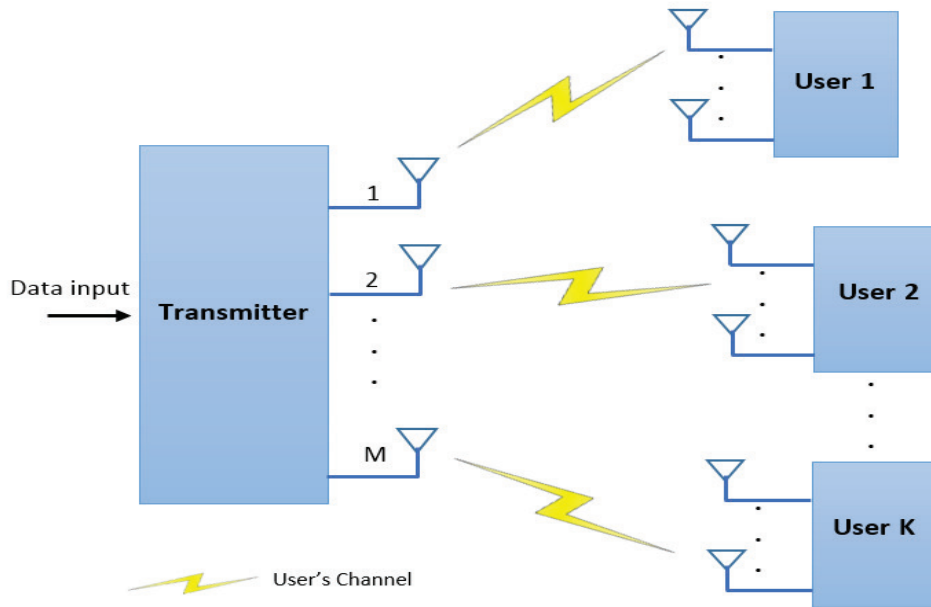 User 1
1
Data input
Transmitter
2
User 2
M
User K
User's Channel